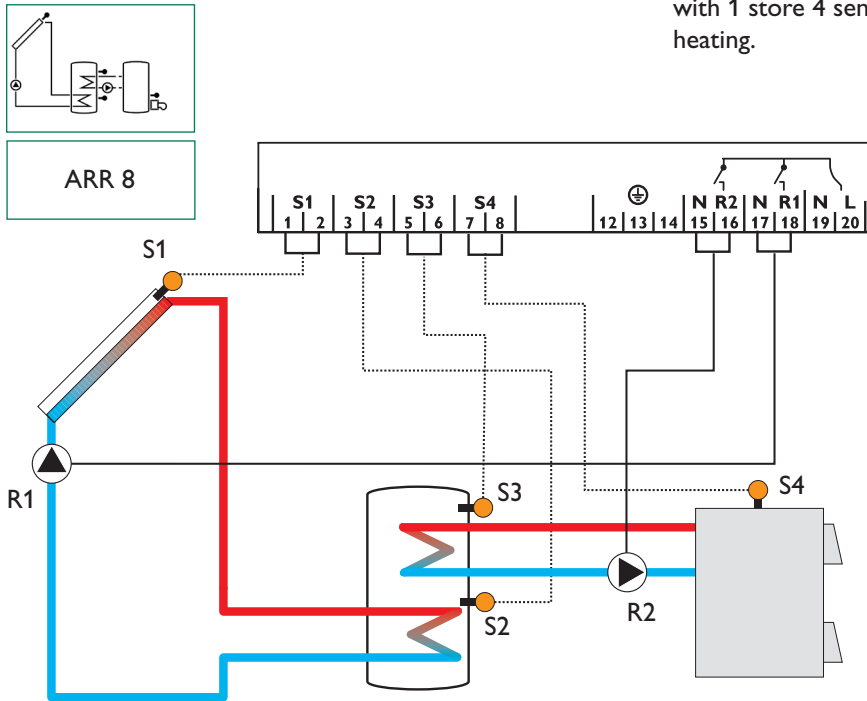 with 1 store 4 sen
heating.
ARR 8
S1 S2 S3 S4 N R2 N R1 N L
1 2 3 4 5 6 7 8 12 13 14 15 16 17 18 19 20
S1
R1
S3
S4
S2
R2